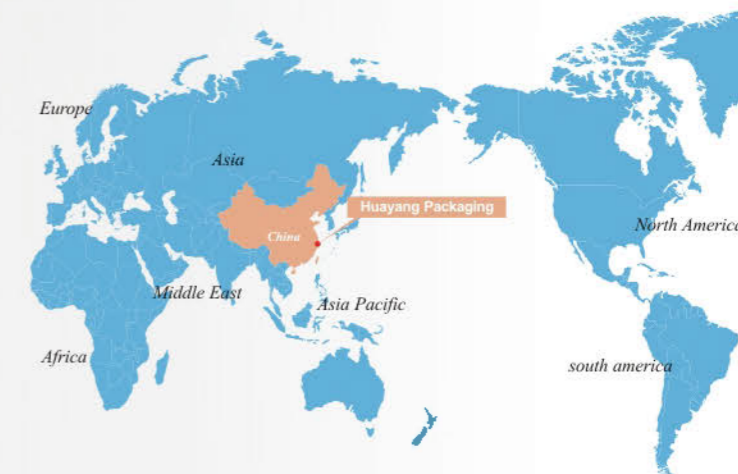 Europe
Asia
Huayang Packaging
China
North America
Middle East
Asia Pacific
Africa
south america